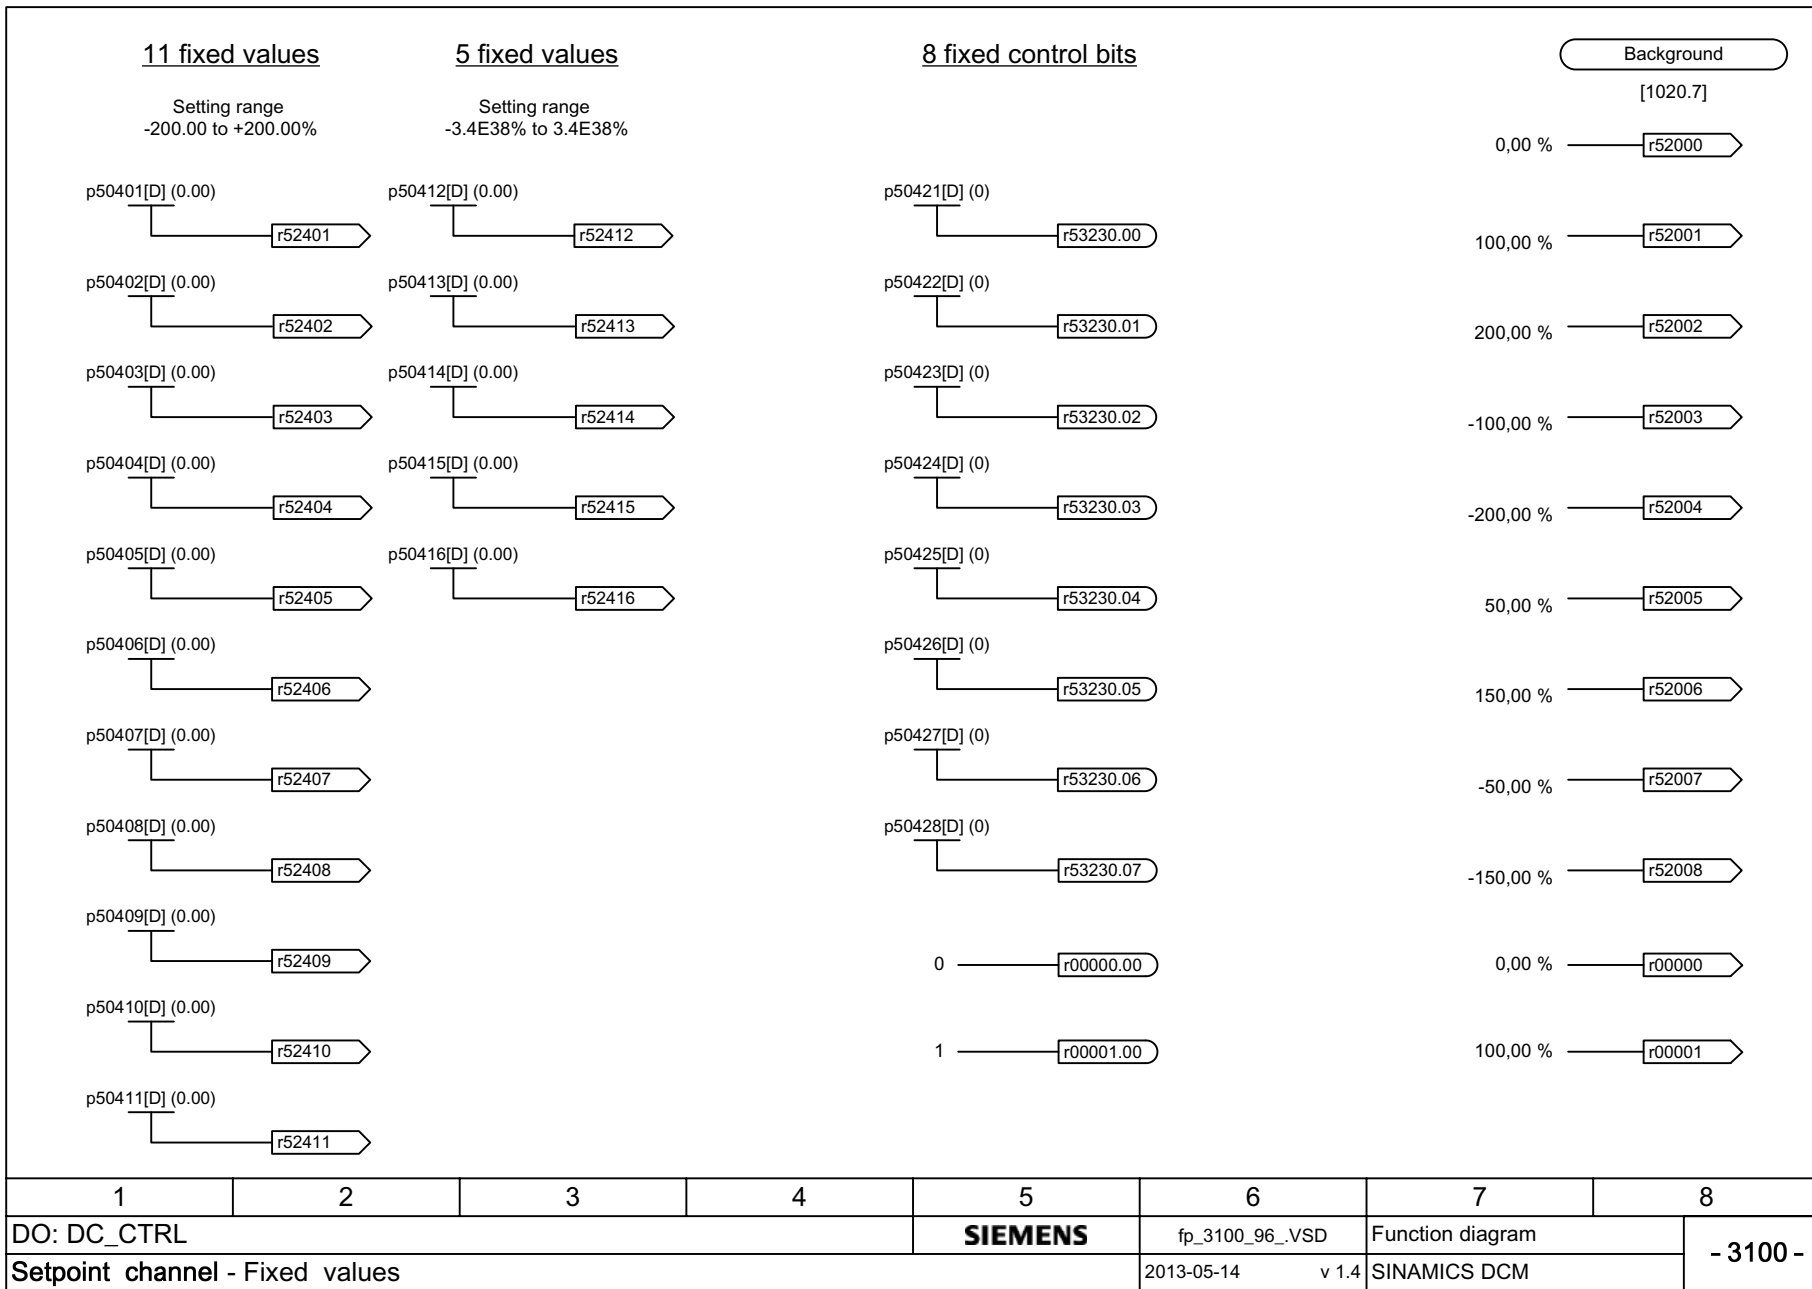 11 fixed values
5 fixed values
8 fixed control bits
Background
[1020.7]
Setting range
-200.00 to +200.00%
Setting range
-3.4E38% to 3.4E38%
0,00 %
r52000
p50401[D] (0.00)
r52401
p50412[D] (0.00)
r52412
p50421[D] (0)
r53230.00
100,00 %
r52001
p50402[D] (0.00)
r52402
p50413[D] (0.00)
r52413
p50422[D] (0)
r53230.01
200,00 %
r52002
p50403[D] (0.00)
r52403
p50414[D] (0.00)
r52414
p50423[D] (0)
r53230.02
-100,00 %
r52003
p50404[D] (0.00)
r52404
p50415[D] (0.00)
r52415
p50424[D] (0)
r53230.03
-200,00 %
r52004
p50405[D] (0.00)
r52405
p50416[D] (0.00)
r52416
p50425[D] (0)
r53230.04
50,00 %
r52005
p50406[D] (0.00)
r52406
p50426[D] (0)
r53230.05
150,00 %
r52006
p50407[D] (0.00)
r52407
p50427[D] (0)
r53230.06
-50,00 %
r52007
p50408[D] (0.00)
r52408
p50428[D] (0)
r53230.07
-150,00 %
r52008
p50409[D] (0.00)
r52409
0
r00000.00
0,00 %
r00000
p50410[D] (0.00)
r52410
1
r00001.00
100,00 %
r00001
p50411[D] (0.00)
r52411
1 2 3 4 5 6 7 8
DO: DC_CTRL
SIEMENS
fp_3100_96_.VSD
Function diagram
- 3100 -
Setpoint channel - Fixed values
2013-05-14 v 1.4
SINAMICS DCM